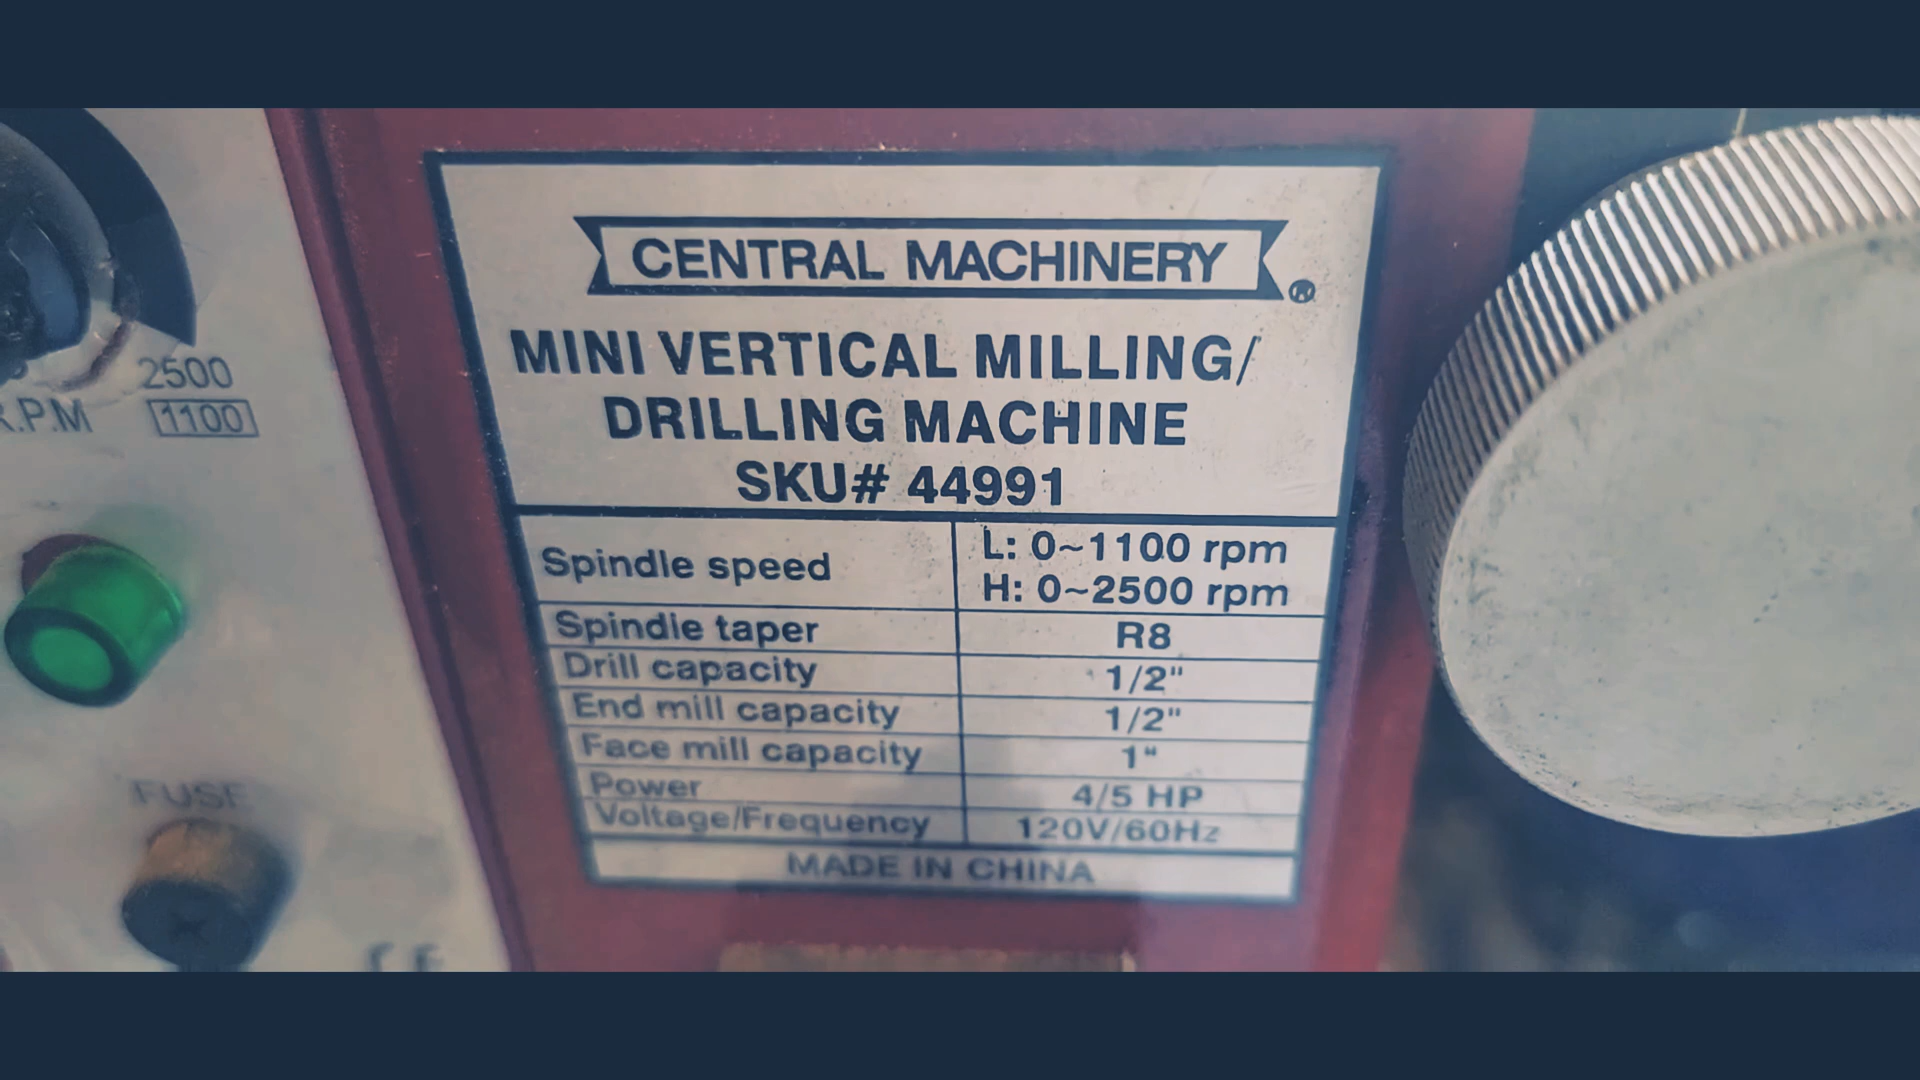 CENTRAL MACHINERY ®
MINI VERTICAL MILLING/
DRILLING MACHINE
SKU# 44991
Spindle speed L: 0~1100 rpm
H: 0~2500 rpm
Spindle taper R8
Drill capacity 1/2"
End mill capacity 1/2"
Face mill capacity 1"
Power 4/5 HP
Voltage/Frequency 120V/60Hz
MADE IN CHINA
2500
R.P.M 1100
FUSE
CE